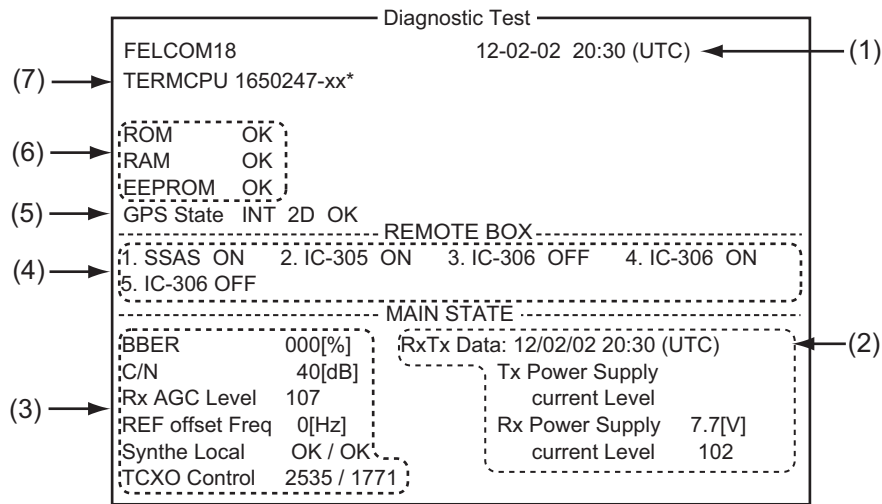 Diagnostic Test
FELCOM18 12-02-02 20:30 (UTC) (1)
(7) TERMCPU 1650247-xx*
ROM OK
(6) RAM OK
EEPROM OK
(5) GPS State INT 2D OK
REMOTE BOX
(4) 1. SSAS ON 2. IC-305 ON 3. IC-306 OFF 4. IC-306 ON
5. IC-306 OFF
MAIN STATE
BBER 000[%] RxTx Data: 12/02/02 20:30 (UTC) (2)
C/N 40[dB] Tx Power Supply
(3) Rx AGC Level 107 current Level
REF offset Freq 0[Hz] Rx Power Supply 7.7[V]
Synthe Local OK / OK current Level 102
TCXO Control 2535 / 1771